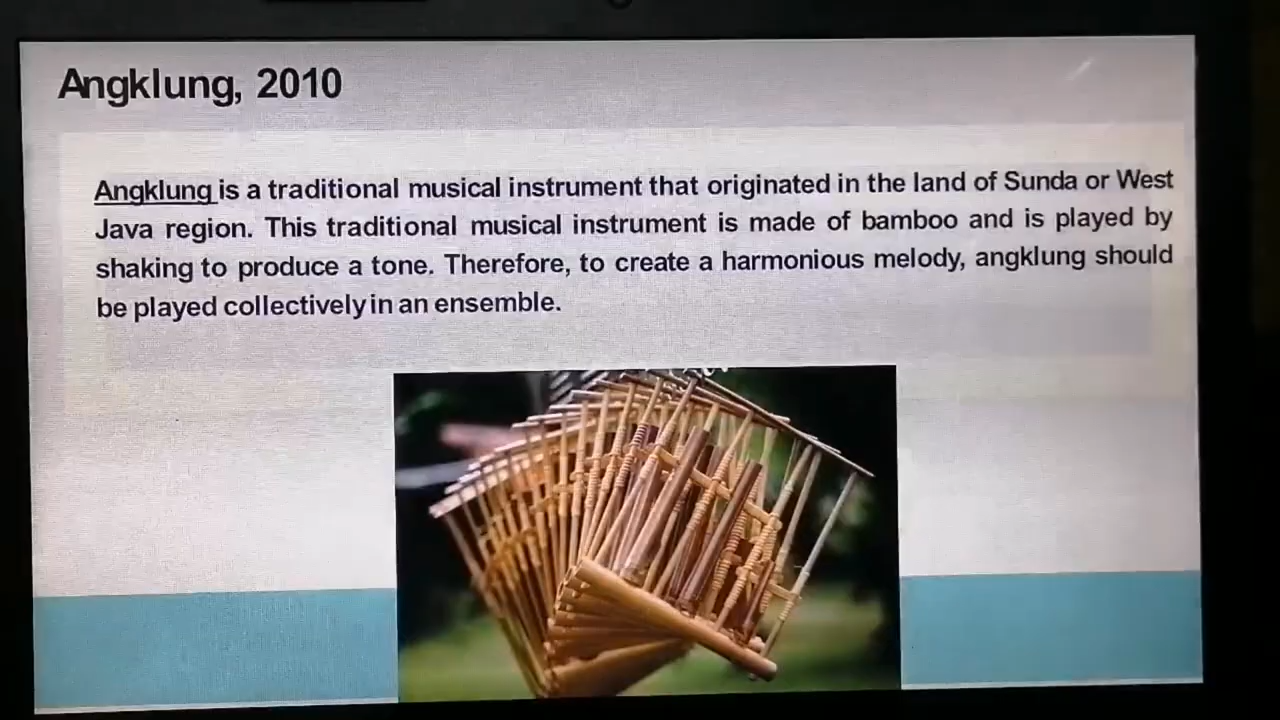 Angklung, 2010
Angklung is a traditional musical instrument that originated in the land of Sunda or West
Java region. This traditional musical instrument is made of bamboo and is played by
shaking to produce a tone. Therefore, to create a harmonious melody, angklung should
be played collectively in an ensemble.